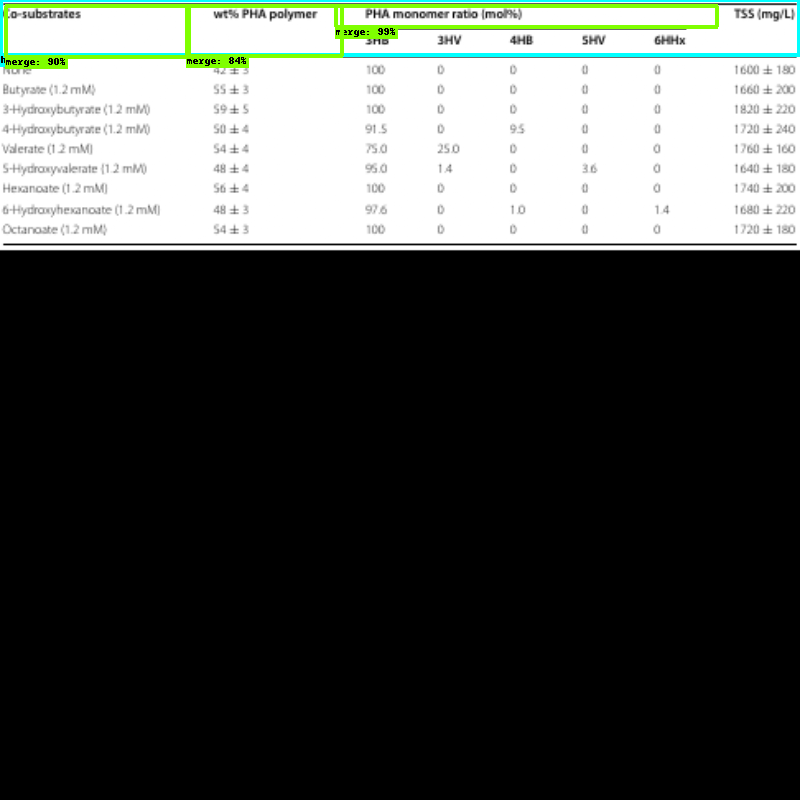 Co-substrates wt% PHA polymer PHA monomer ratio (mol%) TSS (mg/L)
merge: 99%
3HB 3HV 4HB 5HV 6HHx
merge: 90% merge: 84%
None 42 ± 3 100 0 0 0 0 1600 ± 180
Butyrate (1.2 mM) 55 ± 3 100 0 0 0 0 1660 ± 200
3-Hydroxybutyrate (1.2 mM) 59 ± 5 100 0 0 0 0 1820 ± 220
4-Hydroxybutyrate (1.2 mM) 50 ± 4 91.5 0 9.5 0 0 1720 ± 240
Valerate (1.2 mM) 54 ± 4 75.0 25.0 0 0 0 1760 ± 160
5-Hydroxyvalerate (1.2 mM) 48 ± 4 95.0 1.4 0 3.6 0 1640 ± 180
Hexanoate (1.2 mM) 56 ± 4 100 0 0 0 0 1740 ± 200
6-Hydroxyhexanoate (1.2 mM) 48 ± 3 97.6 0 1.0 0 1.4 1680 ± 220
Octanoate (1.2 mM) 54 ± 3 100 0 0 0 0 1720 ± 180